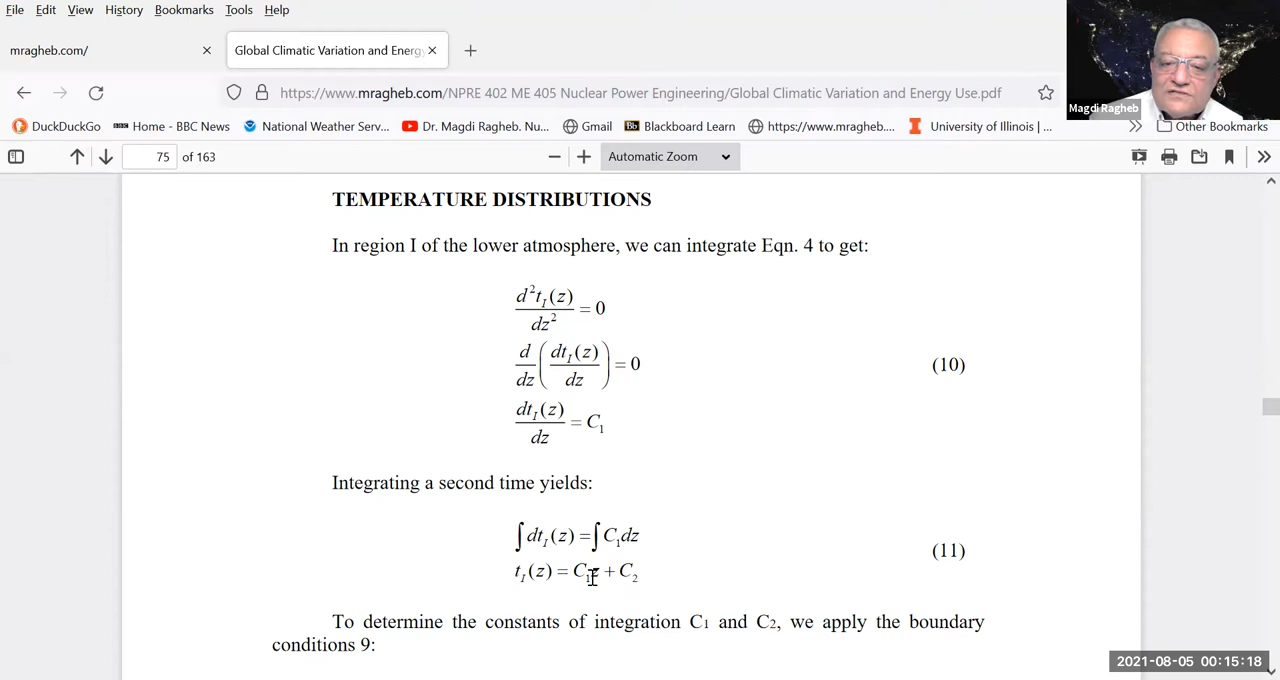 File Edit View History Bookmarks Tools Help
mragheb.com/ × Global Climatic Variation and Energy × +
https://www.mragheb.com/NPRE 402 ME 405 Nuclear Power Engineering/Global Climatic Variation and Energy Use.pdf
Magdi Ragheb
DuckDuckGo BBC Home - BBC News National Weather Serv... Dr. Magdi Ragheb. Nu... Gmail Bb Blackboard Learn https://www.mragheb.... I University of Illinois | ... Other Bookmarks
75 of 163 − + Automatic Zoom
TEMPERATURE DISTRIBUTIONS
In region I of the lower atmosphere, we can integrate Eqn. 4 to get:
d²t_I(z)/dz² = 0
d/dz (dt_I(z)/dz) = 0 (10)
dt_I(z)/dz = C₁
Integrating a second time yields:
∫dt_I(z) = ∫C₁dz (11)
t_I(z) = C₁z + C₂
To determine the constants of integration C₁ and C₂, we apply the boundary
conditions 9:
2021-08-05 00:15:18